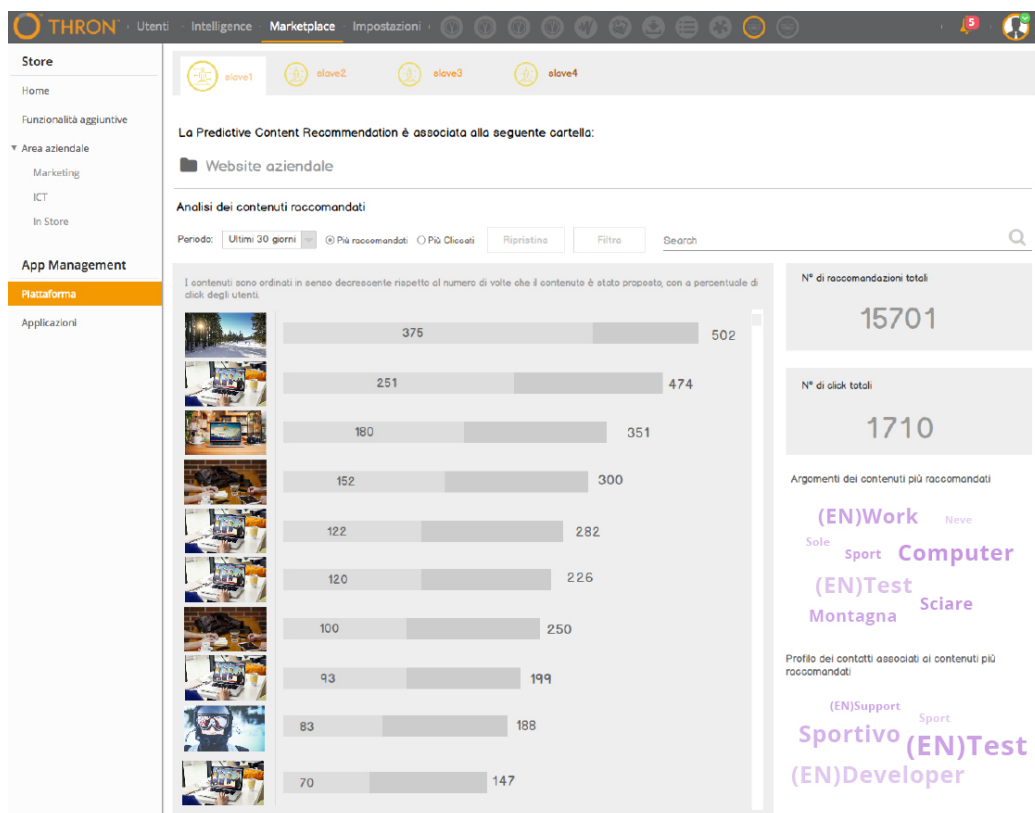 THRON Utenti Intelligence Marketplace Impostazioni 5
Store
Home
Funzionalità aggiuntive
Area aziendale
Marketing
ICT
In Store
App Management
Piattaforma
Applicazioni
slave1 slave2 slave3 slave4
La Predictive Content Recommendation è associata alla seguente cartella:
Website aziendale
Analisi dei contenuti raccomandati
Periodo: Ultimi 30 giorni Più raccomandati Più Cliccati Ripristina Filtra Search
I contenuti sono ordinati in senso decrescente rispetto al numero di volte che il contenuto è stato proposto, con a percentuale di
click degli utenti.
375 502
251 474
180 351
152 300
122 282
120 226
100 250
93 199
83 188
70 147
N° di raccomandazioni totali
15701
N° di click totali
1710
Argomenti dei contenuti più raccomandati
(EN)Work Neve
Sole
Sport Computer
(EN)Test
Sciare
Montagna
Profilo dei contatti associati ai contenuti più
raccomandati
(EN)Support
Sport
Sportivo
(EN)Test
(EN)Developer